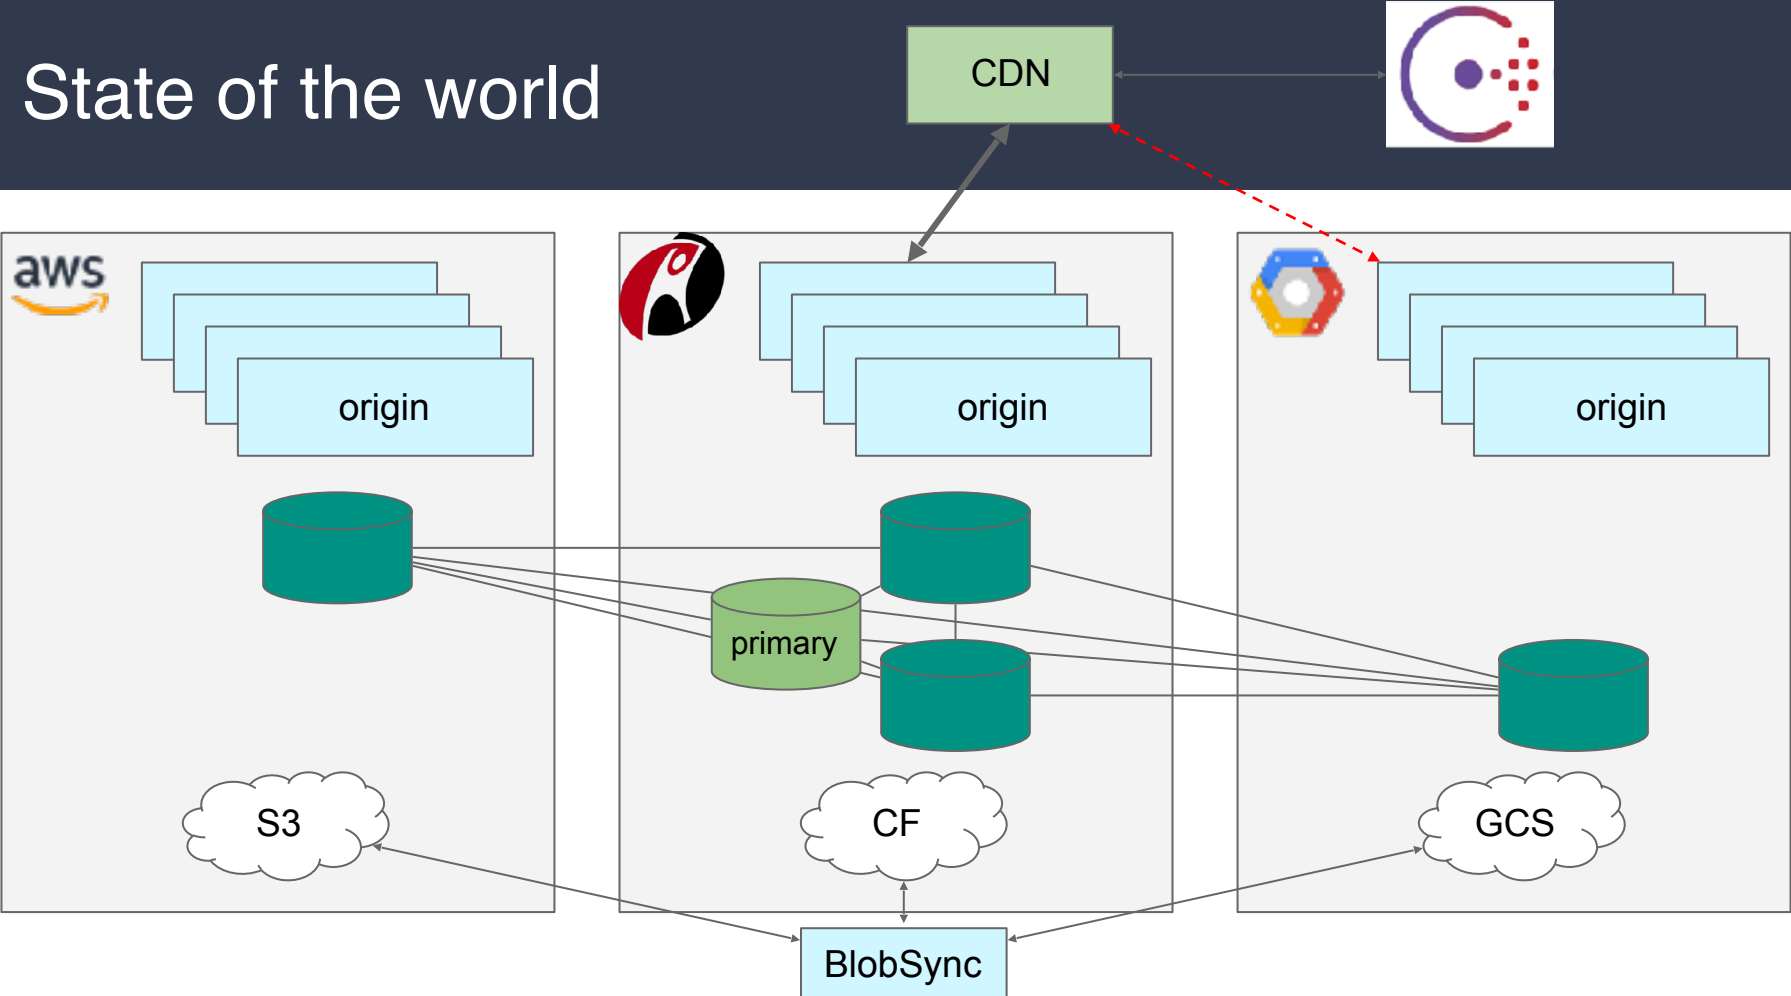 State of the world
CDN
aws
origin
origin
origin
primary
S3
CF
GCS
BlobSync